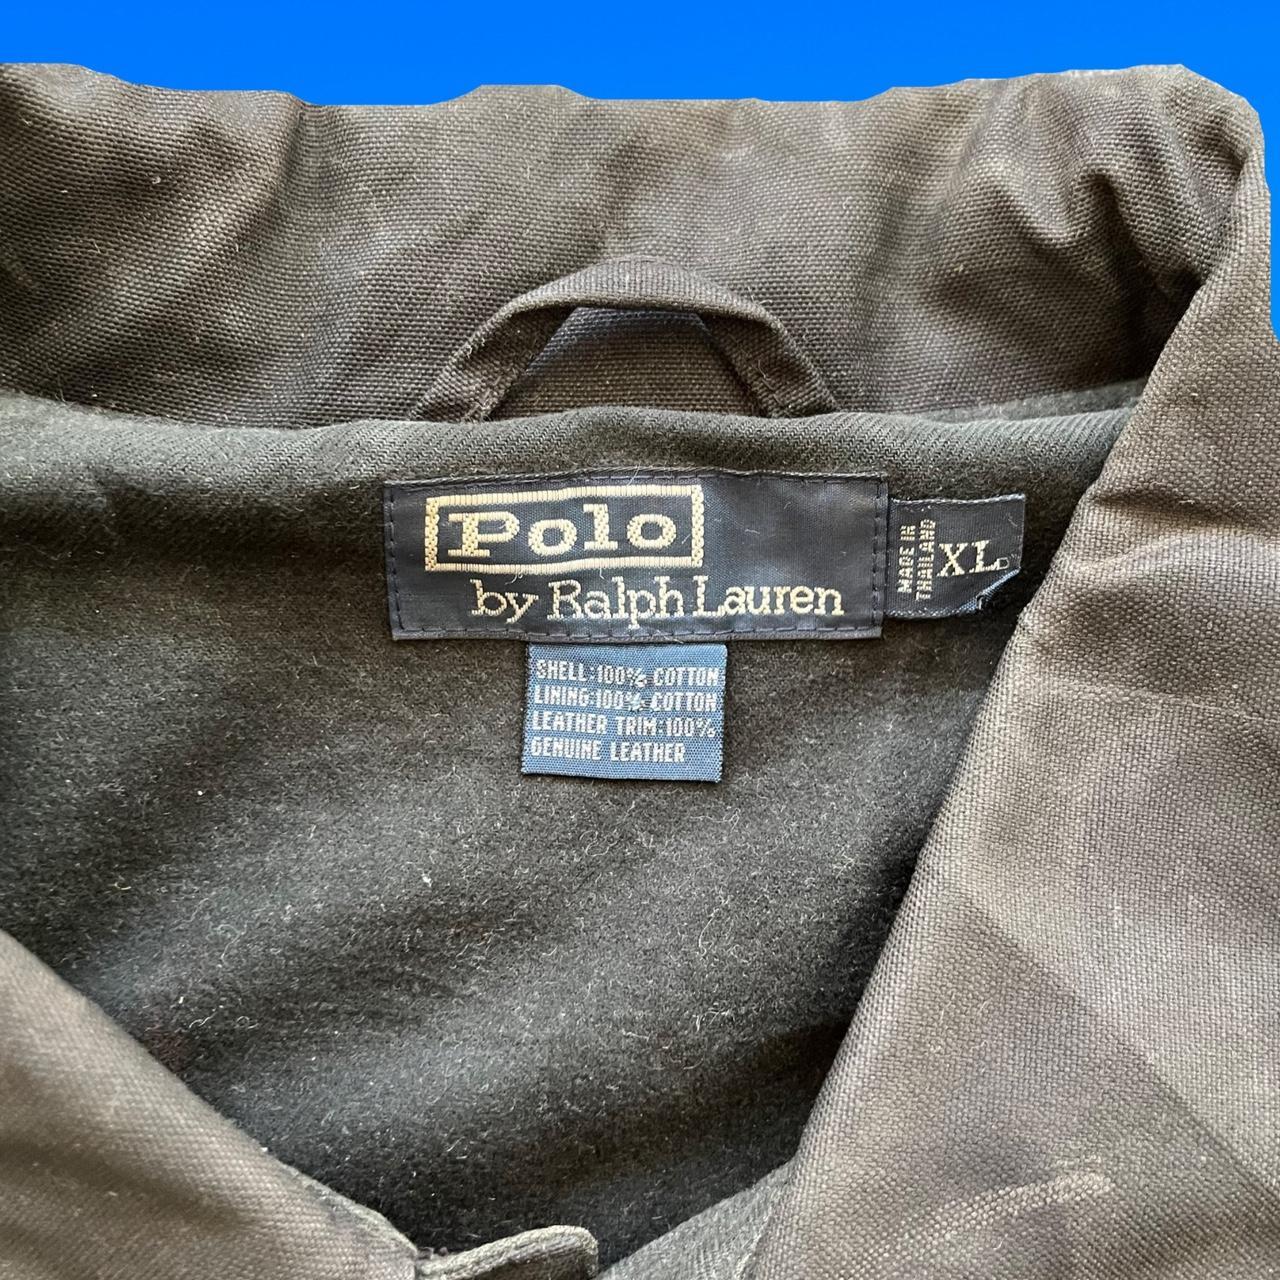 Polo
by Ralph Lauren
MADE IN
THAILAND
XL
SHELL:100% COTTON
LINING:100% COTTON
LEATHER TRIM:100%
GENUINE LEATHER